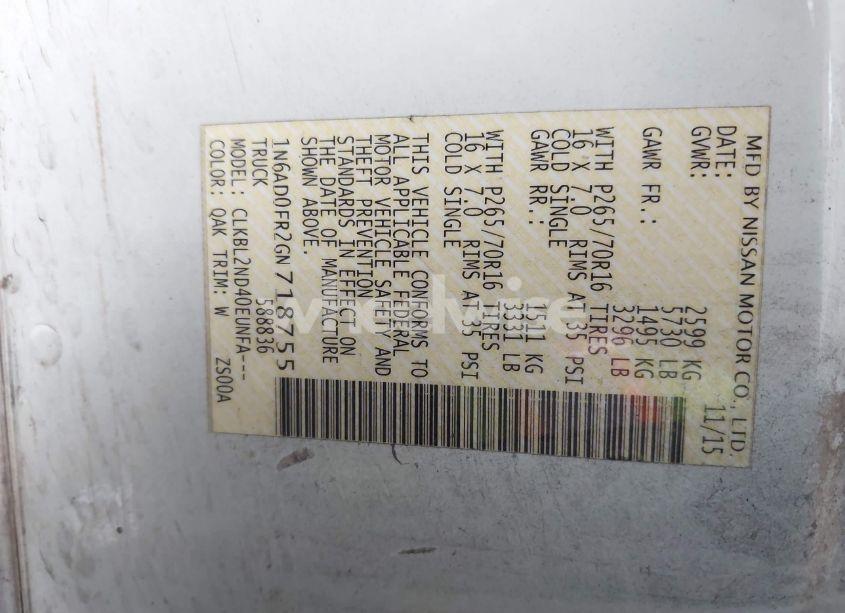 MFD BY NISSAN MOTOR CO., LTD.
DATE: 11/15
GVWR: 2599 KG
5730 LB
GAWR FR.: 1495 KG
3296 LB
WITH P265/70R16 TIRES
16 X 7.0 RIMS AT 35 PSI
COLD SINGLE
GAWR RR.: 1511 KG
3331 LB
WITH P265/70R16 TIRES
16 X 7.0 RIMS AT 35 PSI
COLD SINGLE
THIS VEHICLE CONFORMS TO
ALL APPLICABLE FEDERAL
MOTOR VEHICLE SAFETY AND
THEFT PREVENTION
STANDARDS IN EFFECT ON
THE DATE OF MANUFACTURE
SHOWN ABOVE.
1N6AD0FR2GN718755
TRUCK 588836
MODEL: CLKBL2ND40EUNFA---
COLOR: QAK TRIM: W ZS00A